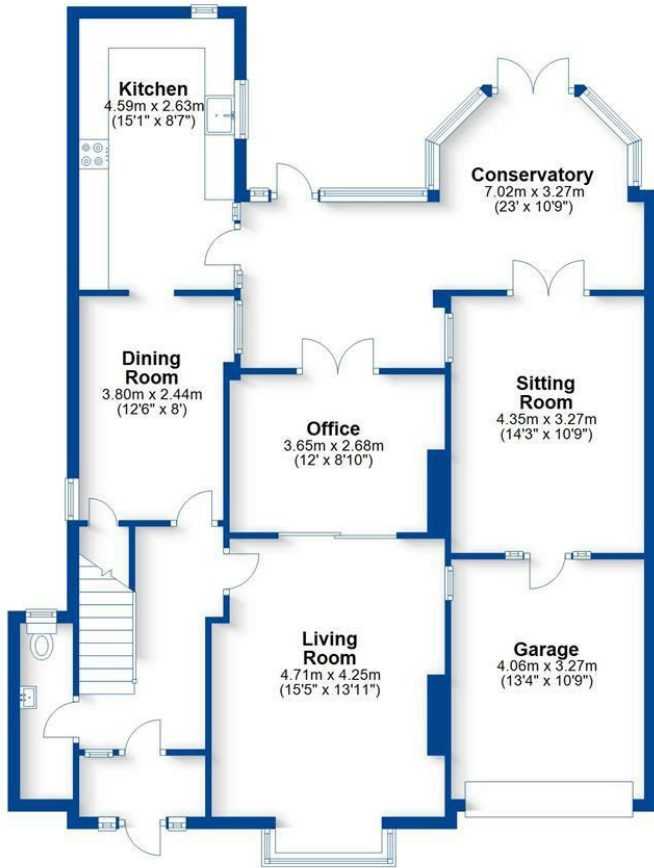 Kitchen
4.59m x 2.63m
(15'1" x 8'7")
Conservatory
7.02m x 3.27m
(23' x 10'9")
Dining
Room
3.80m x 2.44m
(12'6" x 8')
Office
3.65m x 2.68m
(12' x 8'10")
Sitting
Room
4.35m x 3.27m
(14'3" x 10'9")
Living
Room
4.71m x 4.25m
(15'5" x 13'11")
Garage
4.06m x 3.27m
(13'4" x 10'9")